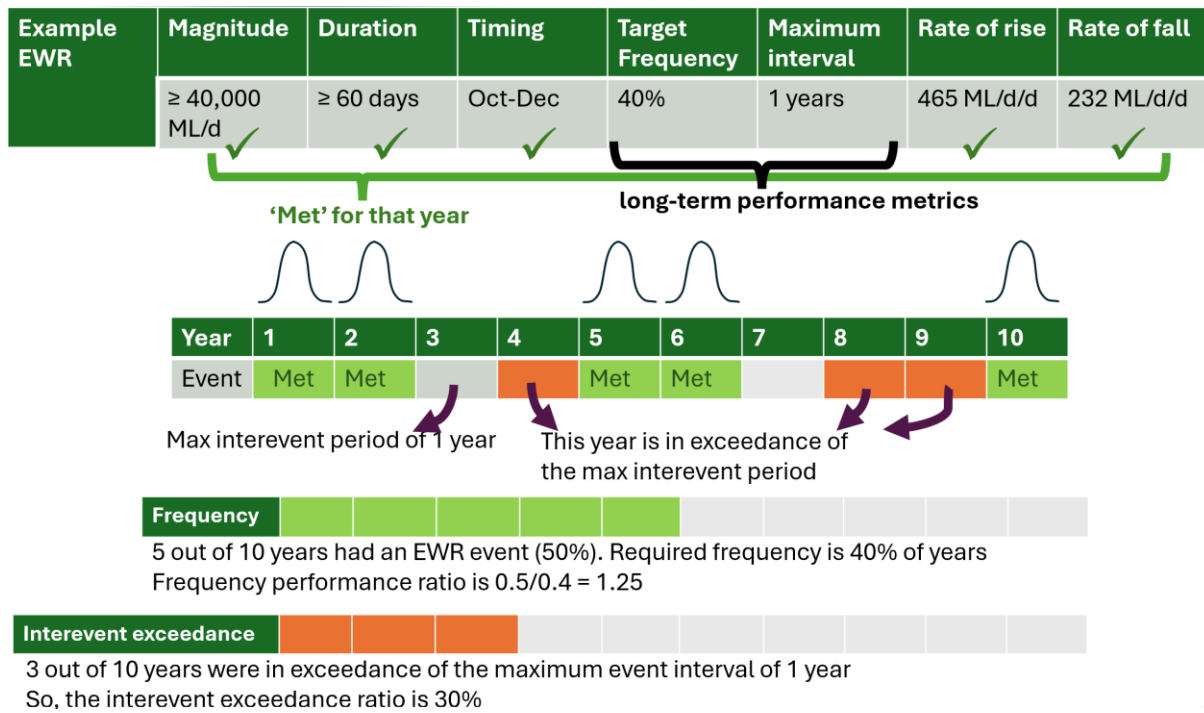 Example EWR
Magnitude
Duration
Timing
Target Frequency
Maximum interval
Rate of rise
Rate of fall
≥ 40,000 ML/d
≥ 60 days
Oct-Dec
40%
1 years
465 ML/d/d
232 ML/d/d
'Met' for that year
long-term performance metrics
Year 1 2 3 4 5 6 7 8 9 10
Event Met Met Met Met Met
Max interevent period of 1 year
This year is in exceedance of
the max interevent period
Frequency
5 out of 10 years had an EWR event (50%). Required frequency is 40% of years
Frequency performance ratio is 0.5/0.4 = 1.25
Interevent exceedance
3 out of 10 years were in exceedance of the maximum event interval of 1 year
So, the interevent exceedance ratio is 30%